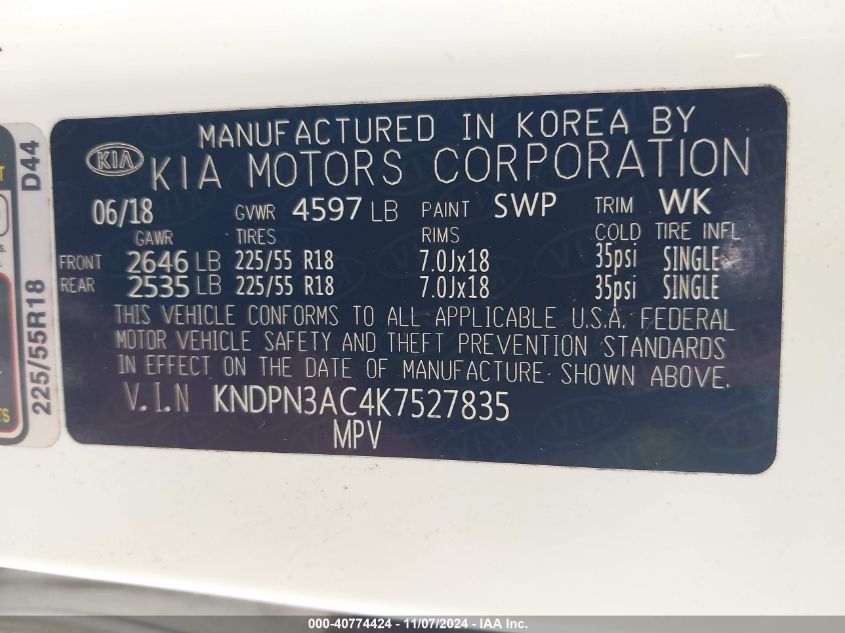 MANUFACTURED IN KOREA BY
KIA KIA MOTORS CORPORATION
06/18 GVWR 4597 LB PAINT SWP TRIM WK
GAWR TIRES RIMS COLD TIRE INFL
FRONT 2646 LB 225/55 R18 7.0Jx18 35psi SINGLE
REAR 2535 LB 225/55 R18 7.0Jx18 35psi SINGLE
THIS VEHICLE CONFORMS TO ALL APPLICABLE U.S.A. FEDERAL
MOTOR VEHICLE SAFETY AND THEFT PREVENTION STANDARDS
IN EFFECT ON THE DATE OF MANUFACTURE SHOWN ABOVE.
V.I.N KNDPN3AC4K7527835
MPV
225/55R18 D44
000-40774424 - 11/07/2024 - IAA Inc.